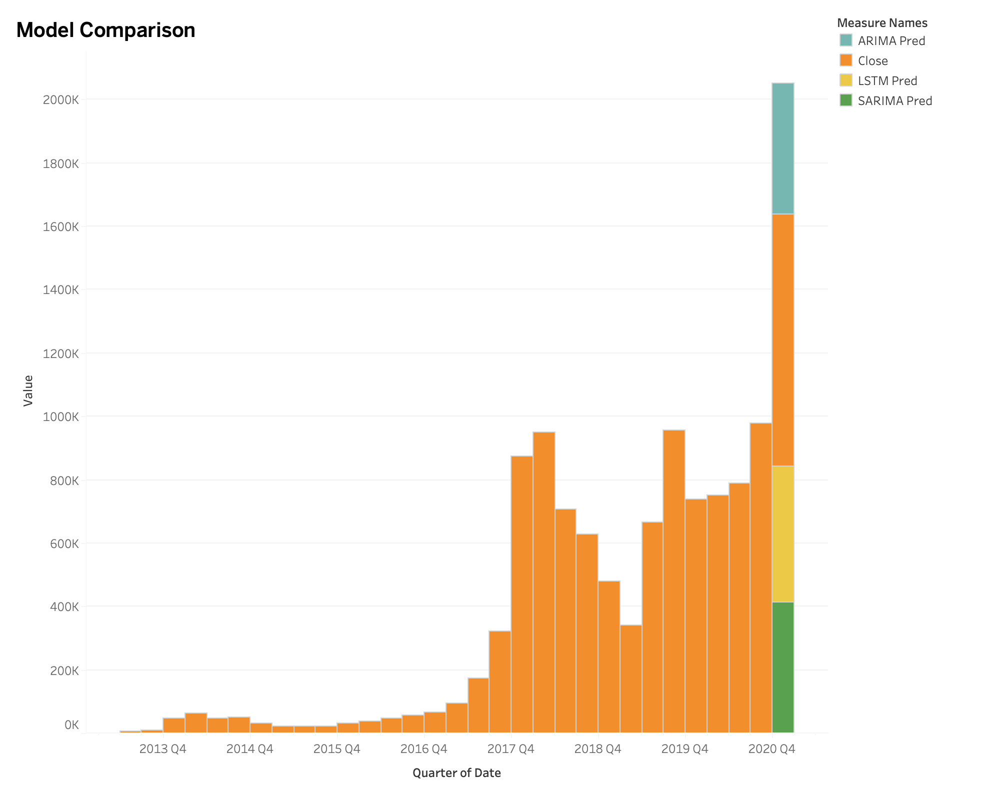 Model Comparison
Measure Names
ARIMA Pred
Close
LSTM Pred
SARIMA Pred
2000K
1800K
1600K
1400K
1200K
1000K
800K
600K
400K
200K
0K
Value
2013 Q4
2014 Q4
2015 Q4
2016 Q4
2017 Q4
2018 Q4
2019 Q4
2020 Q4
Quarter of Date